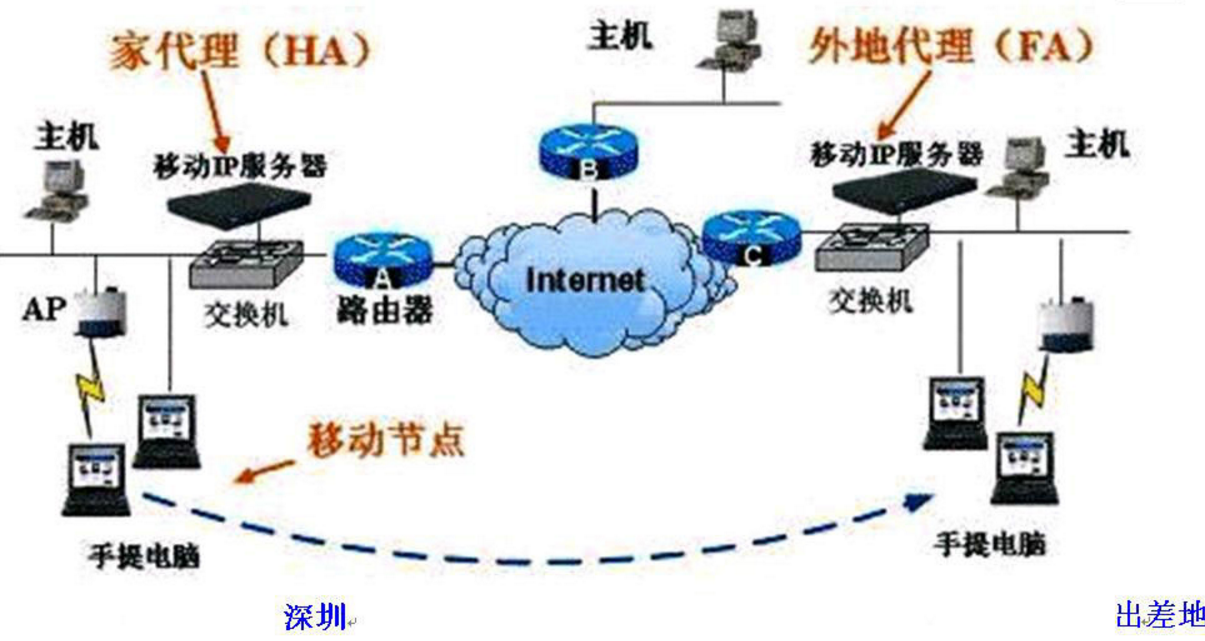 家代理（HA）
主机
外地代理（FA）
主机
移动IP服务器
移动IP服务器
主机
B
A
Internet
C
AP
交换机
路由器
交换机
移动节点
手提电脑
手提电脑
深圳
出差地